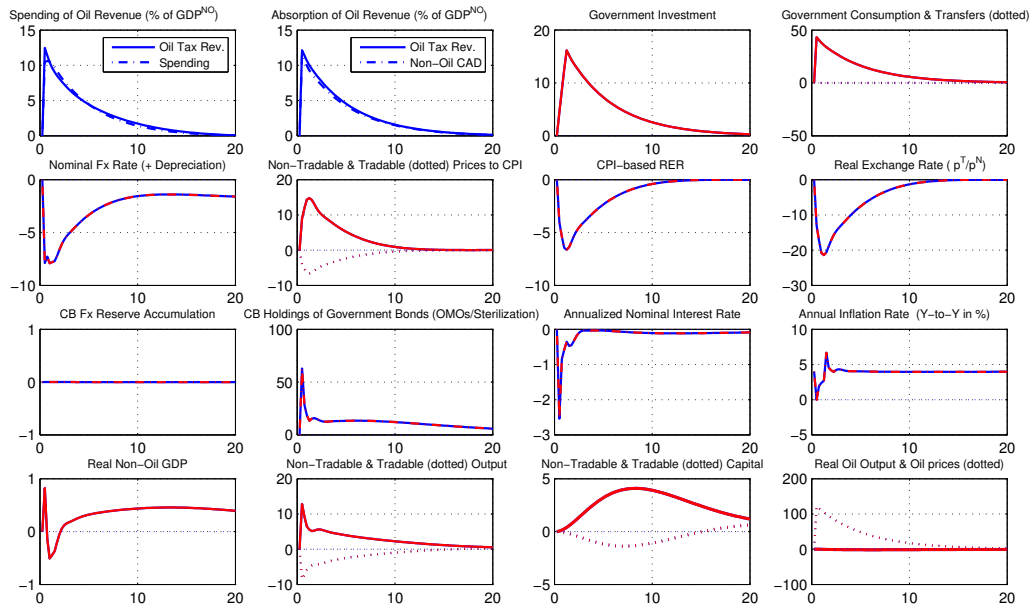 Spending of Oil Revenue (% of GDP^NO)
Absorption of Oil Revenue (% of GDP^NO)
Government Investment
Government Consumption & Transfers (dotted)
15
10
5
0
0 10 20
Oil Tax Rev.
Spending
15
10
5
0
0 10 20
Oil Tax Rev.
Non−Oil CAD
20
10
0
0 10 20
50
0
−50
0 10 20
Nominal Fx Rate (+ Depreciation)
Non−Tradable & Tradable (dotted) Prices to CPI
CPI−based RER
Real Exchange Rate ( p^T/p^N)
0
−5
−10
0 10 20
20
10
0
−10
0 10 20
0
−5
−10
0 10 20
0
−10
−20
−30
0 10 20
CB Fx Reserve Accumulation
CB Holdings of Government Bonds (OMOs/Sterilization)
Annualized Nominal Interest Rate
Annual Inflation Rate (Y−to−Y in %)
1
0
−1
0 10 20
100
50
0
0 10 20
0
−1
−2
−3
0 10 20
10
5
0
−5
0 10 20
Real Non−Oil GDP
Non−Tradable & Tradable (dotted) Output
Non−Tradable & Tradable (dotted) Capital
Real Oil Output & Oil prices (dotted)
1
0
−1
0 10 20
20
10
0
−10
0 10 20
5
0
5
0 10 20
200
100
0
−100
0 10 20